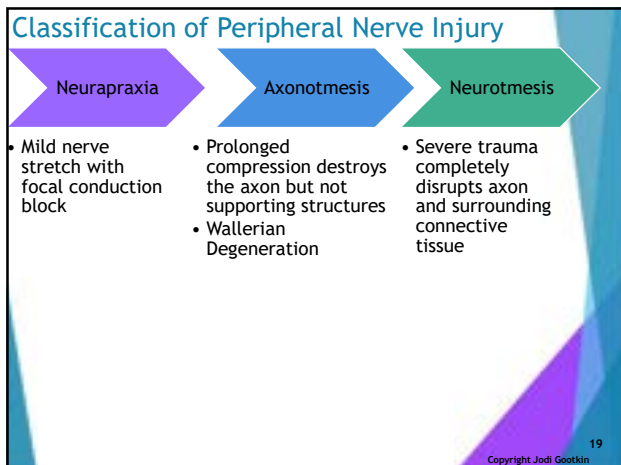 Classification of Peripheral Nerve Injury
Neurapraxia
Axonotmesis
Neurotmesis
• Mild nerve
stretch with
focal conduction
block
• Prolonged
compression destroys
the axon but not
supporting structures
• Wallerian
Degeneration
• Severe trauma
completely
disrupts axon
and surrounding
connective
tissue
19
Copyright Jodi Gootkin